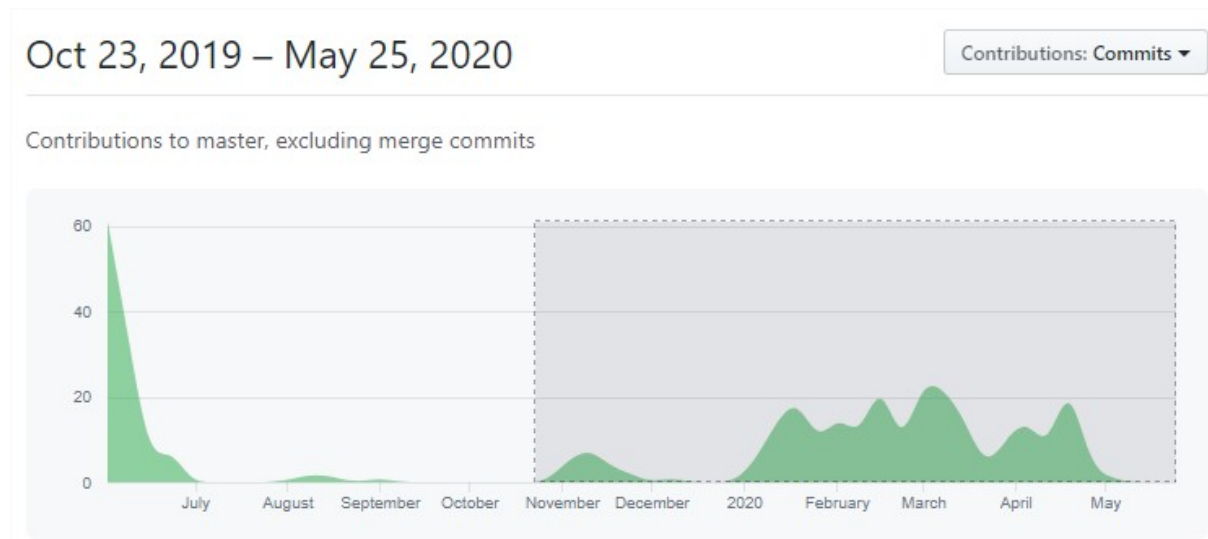 Oct 23, 2019 – May 25, 2020
Contributions: Commits
Contributions to master, excluding merge commits
60
40
20
0
July August September October November December 2020 February March April May